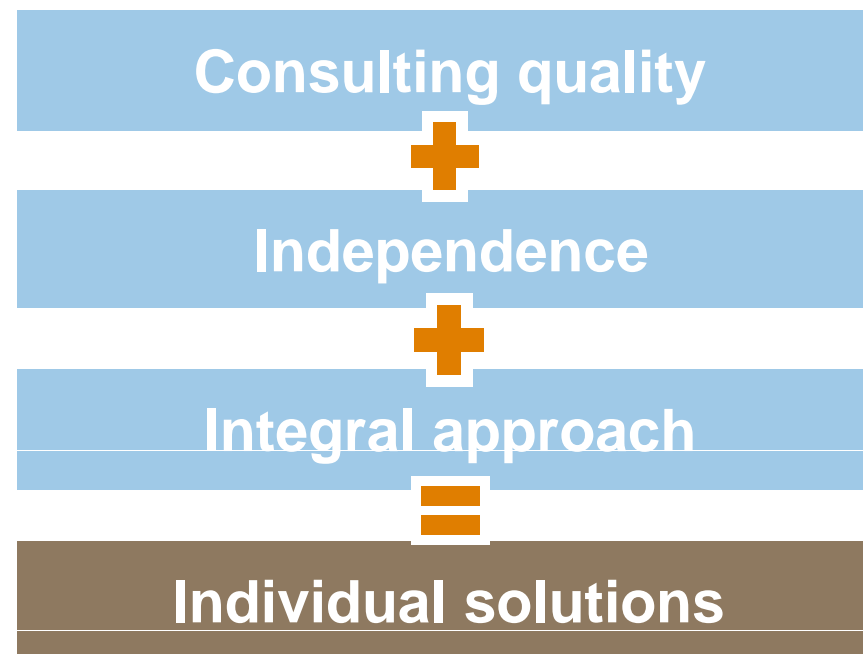 Consulting quality
+
Independence
+
Integral approach
=
Individual solutions